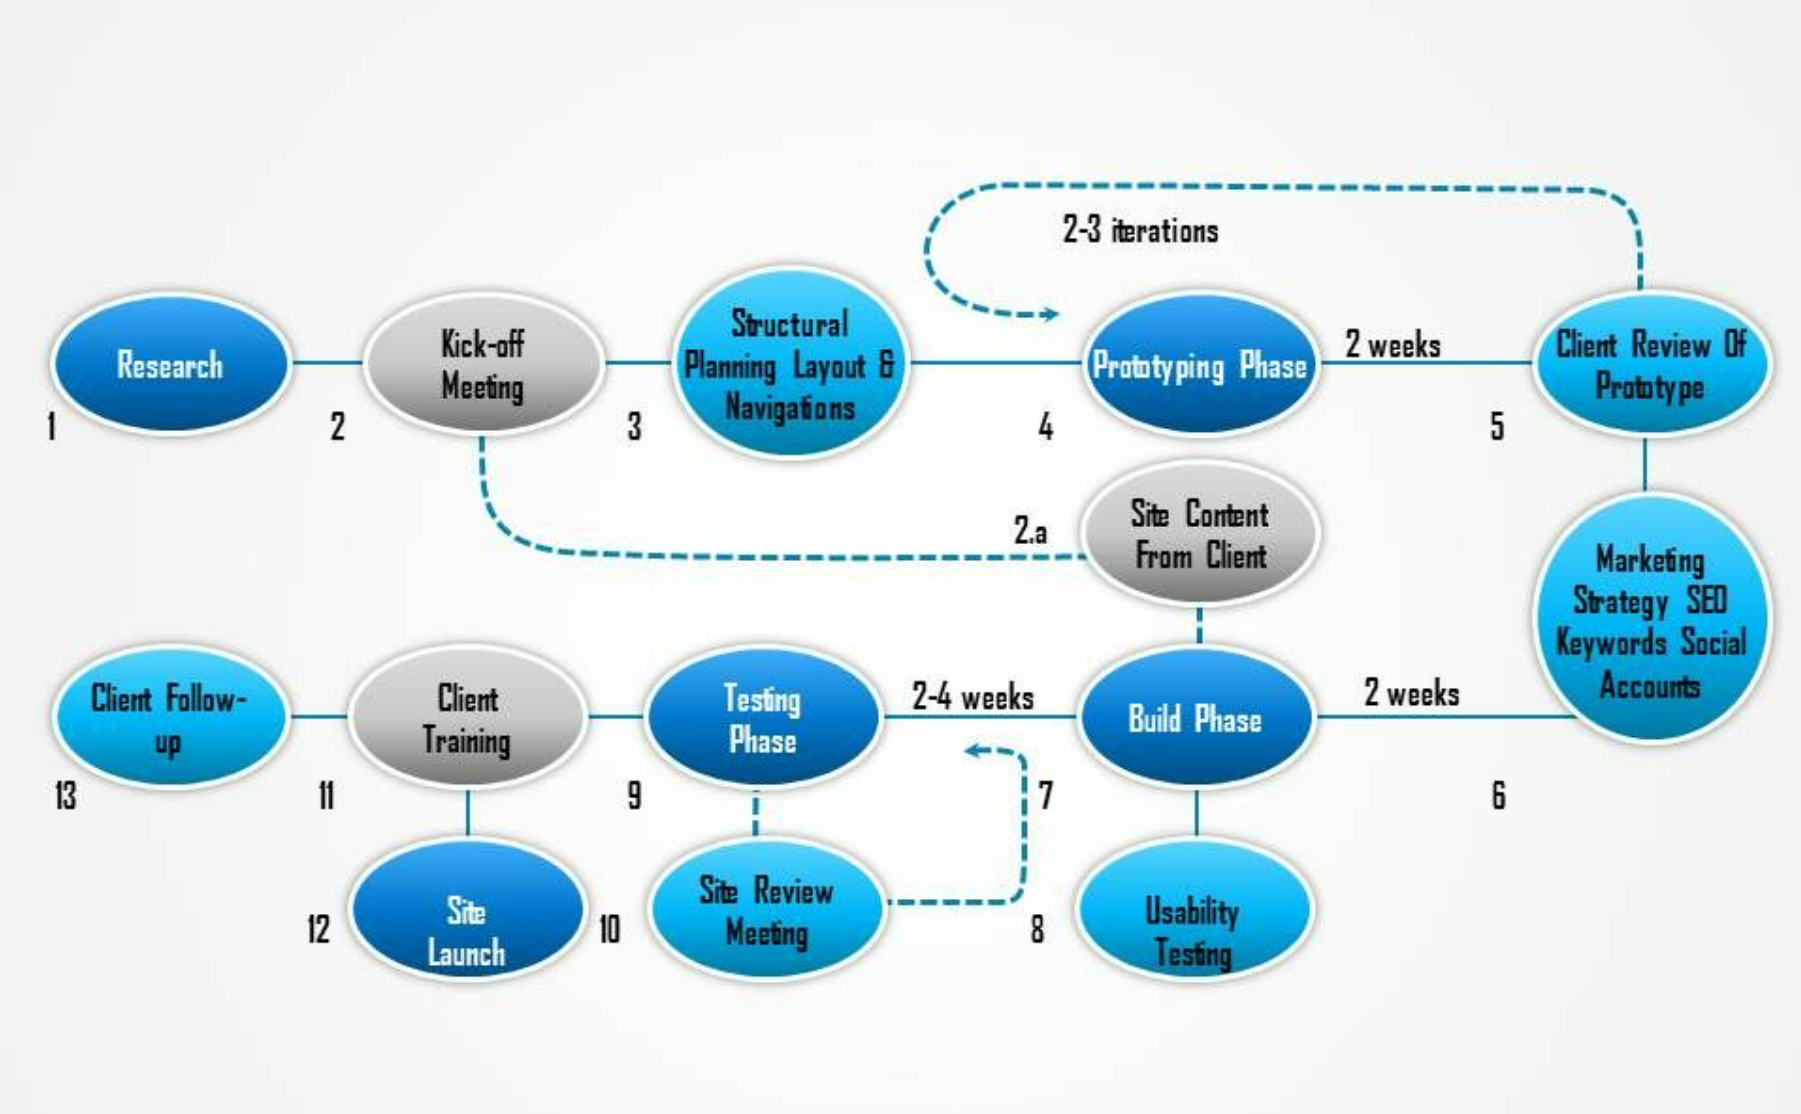 2-3 iterations
Research
1
Kick-off
Meeting
2
Structural
Planning Layout &
Navigations
3
Prototyping Phase
4
2 weeks
Client Review Of
Prototype
5
2.a
Site Content
From Client
Marketing
Strategy SEO
Keywords Social
Accounts
6
2 weeks
Build Phase
7
2-4 weeks
Usability
Testing
8
Testing
Phase
9
Site Review
Meeting
10
Client
Training
11
Site
Launch
12
Client Follow-
up
13